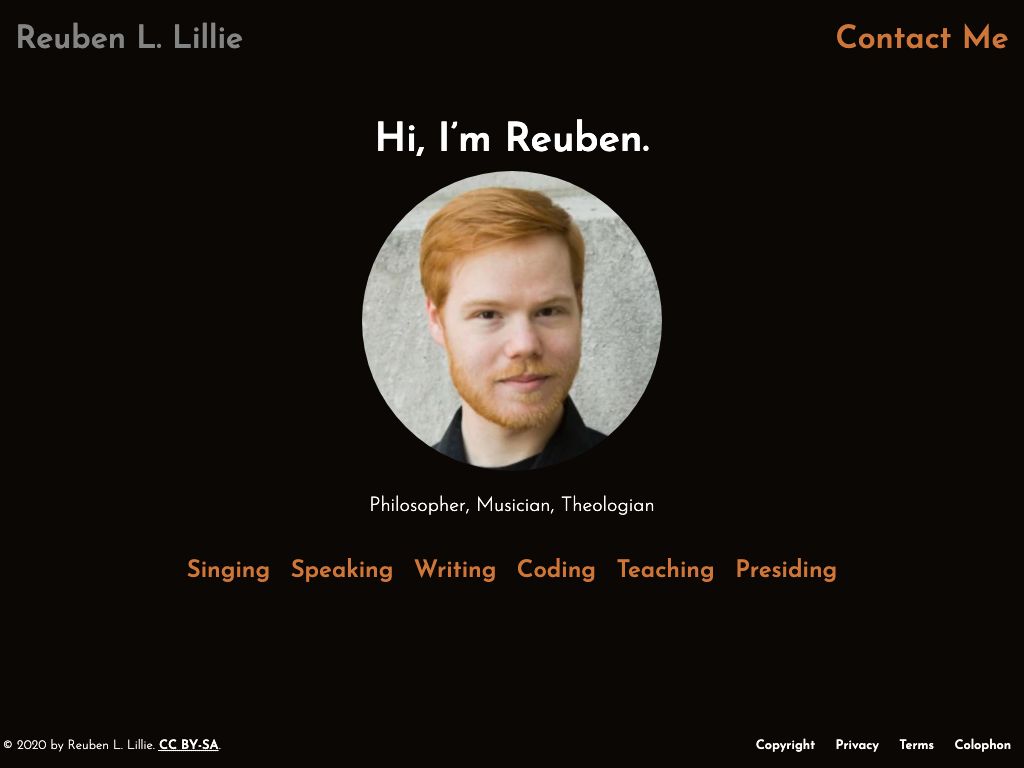 Reuben L. Lillie Contact Me
Hi, I’m Reuben.
Philosopher, Musician, Theologian
Singing Speaking Writing Coding Teaching Presiding
© 2020 by Reuben L. Lillie. CC BY-SA. Copyright Privacy Terms Colophon